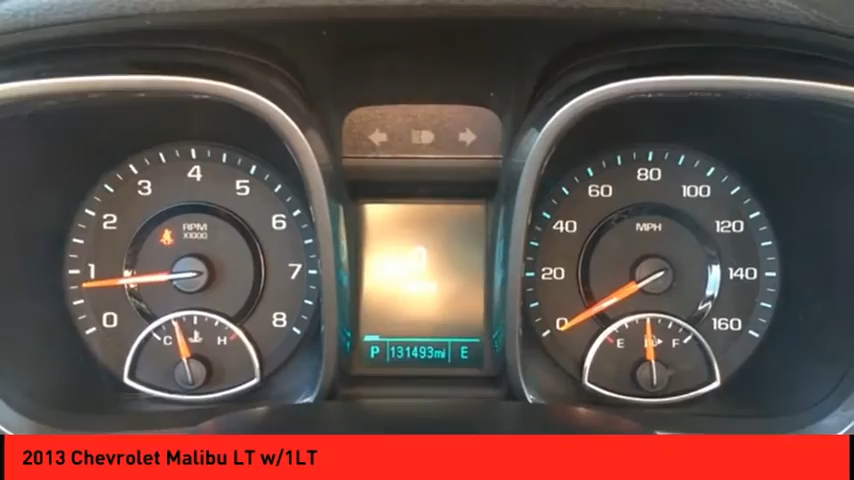 0 1 2 3 4 5 6 7 8
RPM
X1000
C H
P 131493mi E
0 20 40 60 80 100 120 140 160
MPH
E F
2013 Chevrolet Malibu LT w/1LT